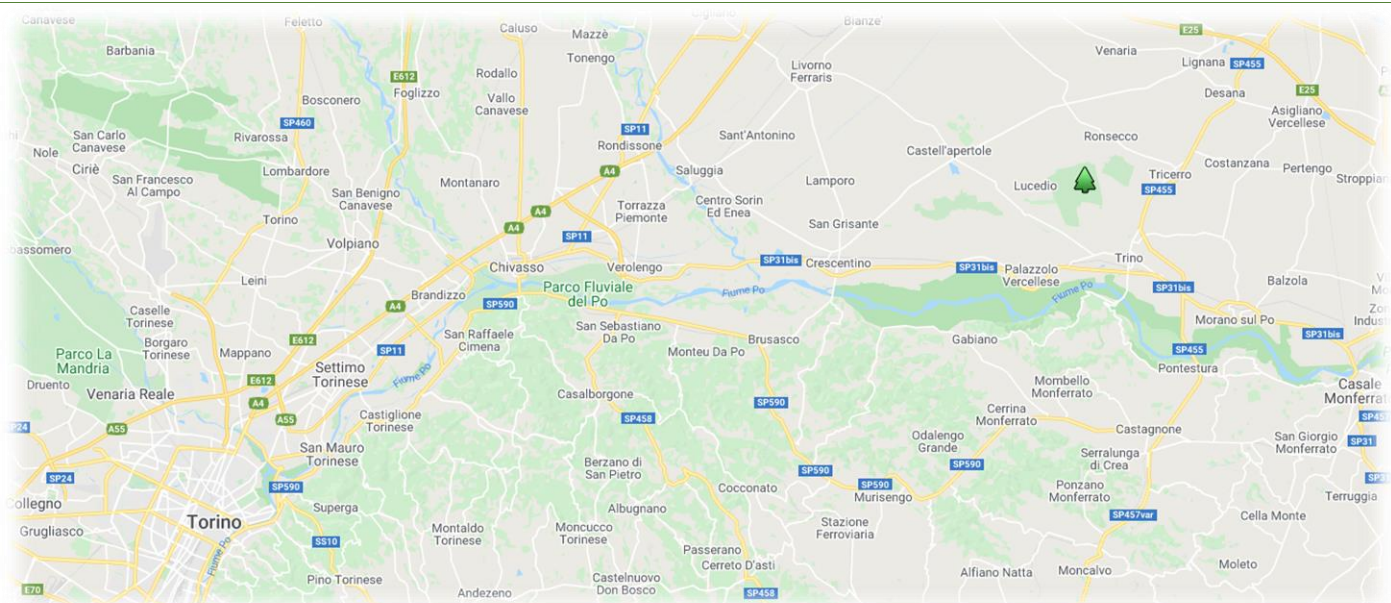 Canavese
Feletto
Caluso
Mazzè
Bianze'
Barbania
Tonengo
Venaria
E25
Lignana
SP455
E612
Rodallo
Livorno
Ferraris
Foglizzo
Bosconero
Vallo
Canavese
Desana
E25
Asigliano
Vercellese
SP460
SP11
San Carlo
Canavese
Rivarossa
Rondissone
Sant'Antonino
Ronsecco
Nole
Castell'apertole
Costanzana
Pertengo
Ciriè
San Francesco
Al Campo
Lombardore
A4
Saluggia
Montanaro
Lamporo
Lucedio
Tricerro
SP455
Stroppian
San Benigno
Canavese
Centro Sorin
Ed Enea
Torrazza
Piemonte
Torino
A4
San Grisante
A4
SP11
Volpiano
bassomero
Chivasso
Verolengo
SP31bis
Crescentino
SP31bis
Palazzolo
Vercellese
Trino
Leini
Brandizzo
Parco Fluviale
del Po
Fiume Po
Fiume Po
SP31bis
Balzola
SP590
A4
Caselle
Torinese
San Sebastiano
Da Po
Morano sul Po
San Raffaele
Cimena
Brusasco
Gabiano
SP31bis
E612
Borgaro
Torinese
Mappano
SP11
Monteu Da Po
SP455
Parco La
Mandria
Settimo
Torinese
Fiume Po
Pontestura
Druento
E612
Mombello
Monferrato
Casale
Monferrato
Venaria Reale
Casalborgone
A4
SP590
Cerrina
Monferrato
Castiglione
Torinese
SP458
A55
A55
Castagnone
San Mauro
Torinese
Odalengo
Grande
San Giorgio
Monferrato
SP31
Serralunga
di Crea
Berzano di
San Pietro
SP590
SP590
SP24
SP590
Cocconato
SP590
Murisengo
Ponzano
Monferrato
Terruggia
Collegno
Superga
Albugnano
SP457var
Cella Monte
Torino
Grugliasco
Montaldo
Torinese
Moncucco
Torinese
Stazione
Ferroviaria
SS10
Passerano
Cerreto D'asti
Moleto
Alfiano Natta
Moncalvo
Pino Torinese
Castelnuovo
Don Bosco
Fiume Po
E70
Andezeno
SP458